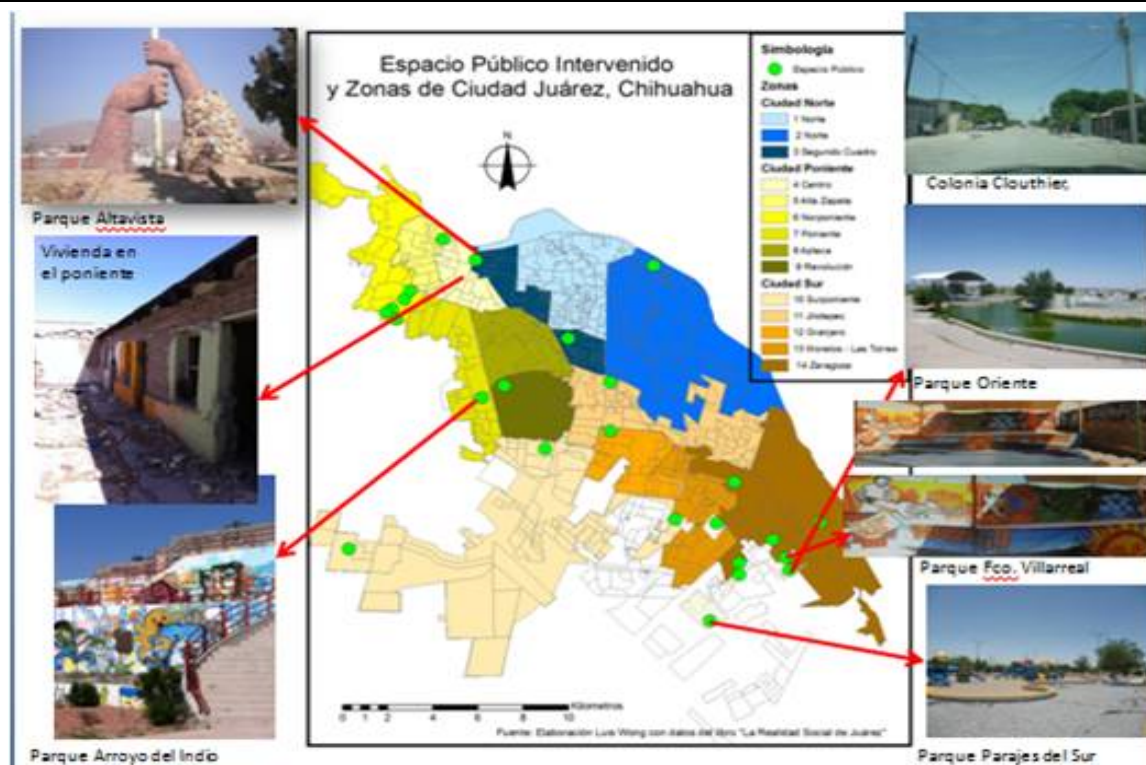 Parque Altavista
Vivienda en
el poniente
Parque Arroyo del Indio
Espacio Público Intervenido
y Zonas de Ciudad Juárez, Chihuahua
N
Simbología
Espacio Público
Zonas
Ciudad Norte
1 Norte
2 Norte
3 Segundo Cuadro
Ciudad Poniente
4 Centro
5 Alta Zapata
6 Norponiente
7 Poniente
8 Azteca
9 Revolución
Ciudad Sur
10 Surponiente
11 Jilotepec
12 Granjero
13 Morelos - Las Torres
14 Zaragoza
0 1 2 4 6 8 10
Kilometros
Fuente: Elaboración Luis Wong con datos del libro "La Realidad Social de Juárez"
Colonia Clouthier,
Parque Oriente
Parque Fco. Villarreal
Parque Parajes del Sur